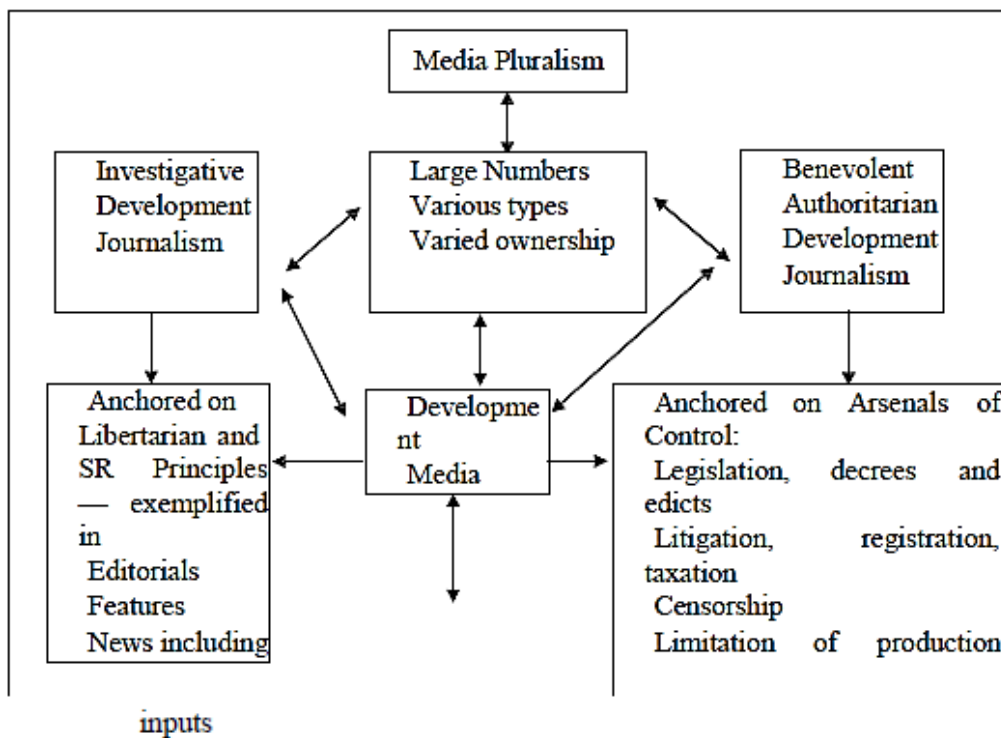 Media Pluralism
Investigative
Development
Journalism
Large Numbers
Various types
Varied ownership
Benevolent
Authoritarian
Development
Journalism
Anchored on
Libertarian and
SR Principles
— exemplified
in
Editorials
Features
News including
Developme
nt
Media
Anchored on Arsenals of
Control:
Legislation, decrees and
edicts
Litigation, registration,
taxation
Censorship
Limitation of production
inputs